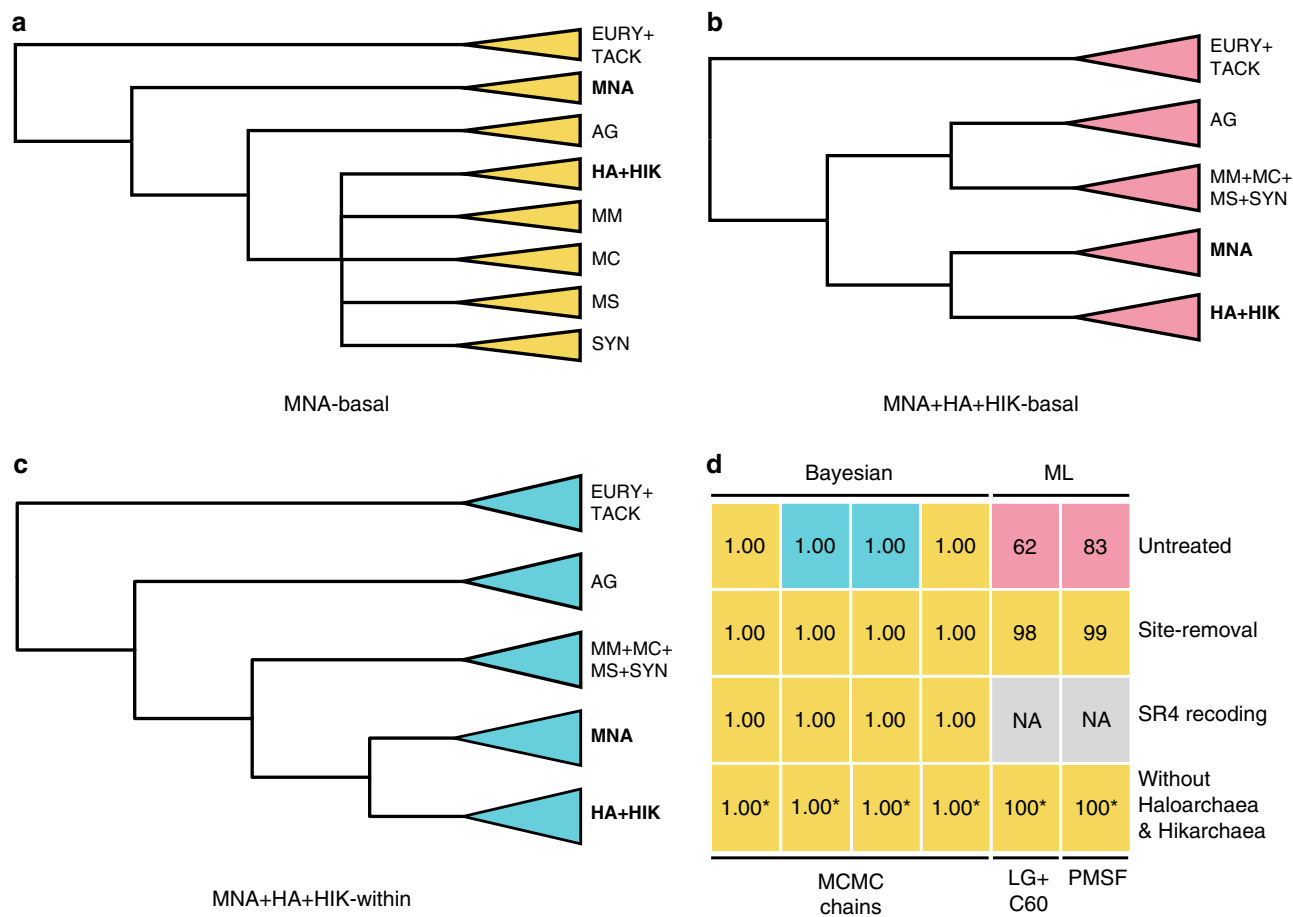 a
EURY+
TACK
MNA
AG
HA+HIK
MM
MC
MS
SYN
MNA-basal
b
EURY+
TACK
AG
MM+MC+
MS+SYN
MNA
HA+HIK
MNA+HA+HIK-basal
c
EURY+
TACK
AG
MM+MC+
MS+SYN
MNA
HA+HIK
MNA+HA+HIK-within
d
Bayesian ML
1.00 1.00 1.00 1.00 62 83 Untreated
1.00 1.00 1.00 1.00 98 99 Site-removal
1.00 1.00 1.00 1.00 NA NA SR4 recoding
1.00* 1.00* 1.00* 1.00* 100* 100* Without
Haloarchaea
& Hikarchaea
MCMC
chains
LG+
C60
PMSF